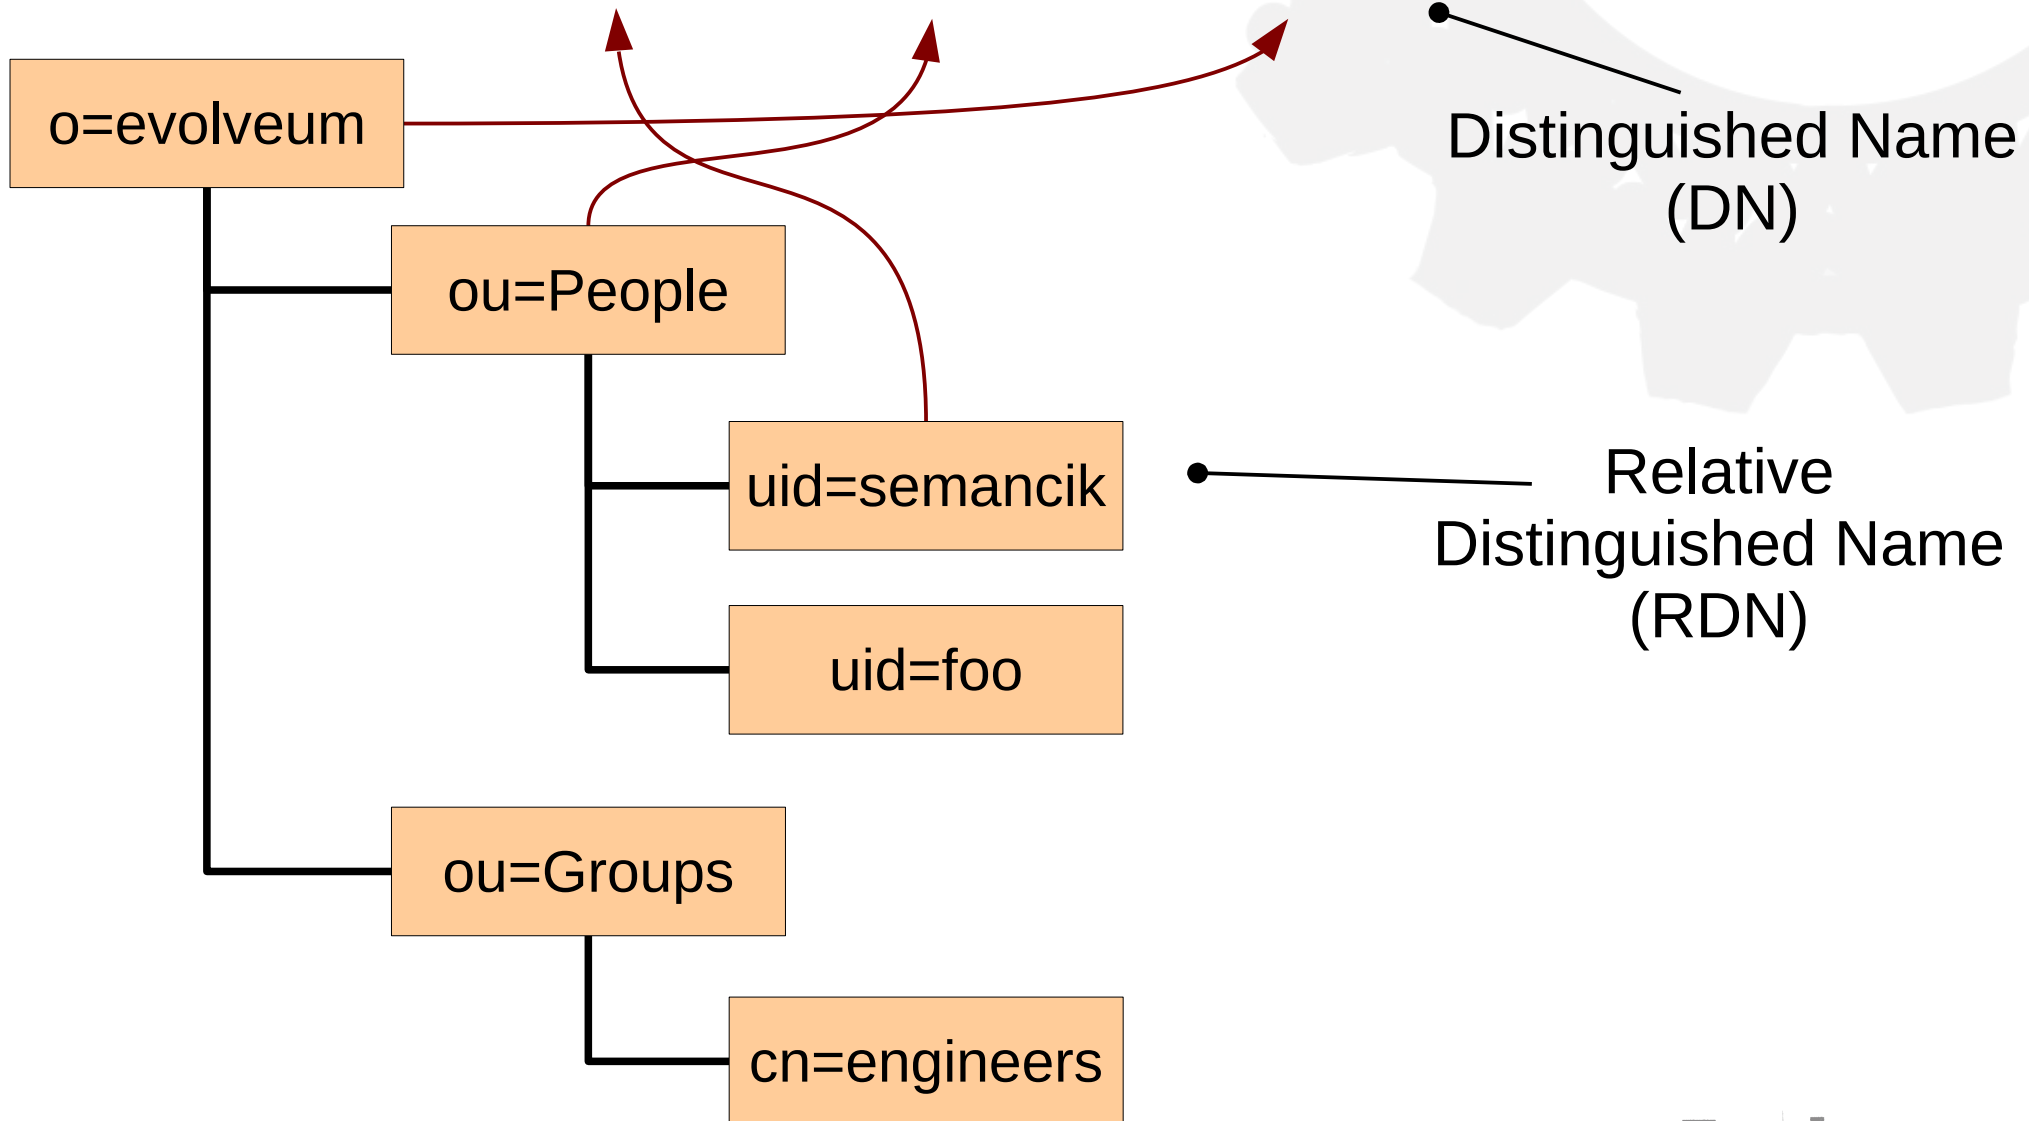 o=evolveum
Distinguished Name
(DN)
ou=People
Relative
Distinguished Name
(RDN)
uid=semancik
uid=foo
ou=Groups
cn=engineers